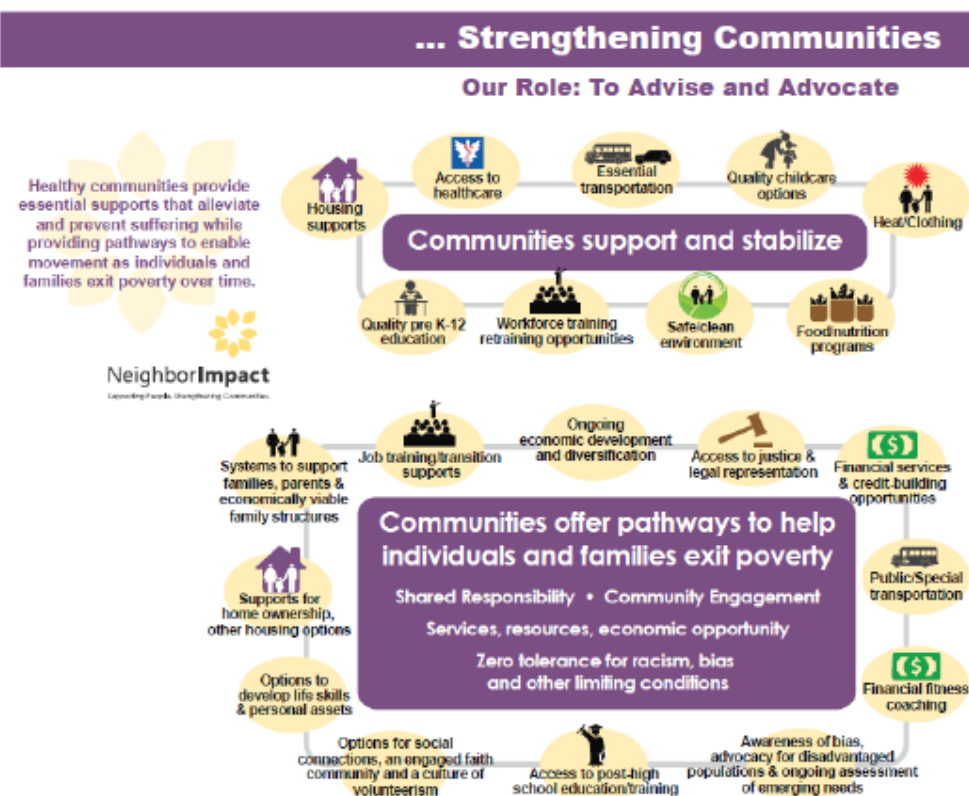 ... Strengthening Communities
Our Role: To Advise and Advocate
Healthy communities provide
essential supports that alleviate
and prevent suffering while
providing pathways to enable
movement as individuals and
families exit poverty over time.
NeighborImpact
Supporting People. Strengthening Communities.
Housing
supports
Access to
healthcare
Essential
transportation
Quality childcare
options
Heat/Clothing
Communities support and stabilize
Quality pre K-12
education
Workforce training
retraining opportunities
Safe/clean
environment
Food/nutrition
programs
Systems to support
families, parents &
economically viable
family structures
Job training/transition
supports
Ongoing
economic development
and diversification
Access to justice &
legal representation
Financial services
& credit-building
opportunities
Communities offer pathways to help
individuals and families exit poverty
Shared Responsibility • Community Engagement
Services, resources, economic opportunity
Zero tolerance for racism, bias
and other limiting conditions
Supports for
home ownership,
other housing options
Public/Special
transportation
Options to
develop life skills
& personal assets
Financial fitness
coaching
Options for social
connections, an engaged faith
community and a culture of
volunteerism
Access to post-high
school education/training
Awareness of bias,
advocacy for disadvantaged
populations & ongoing assessment
of emerging needs